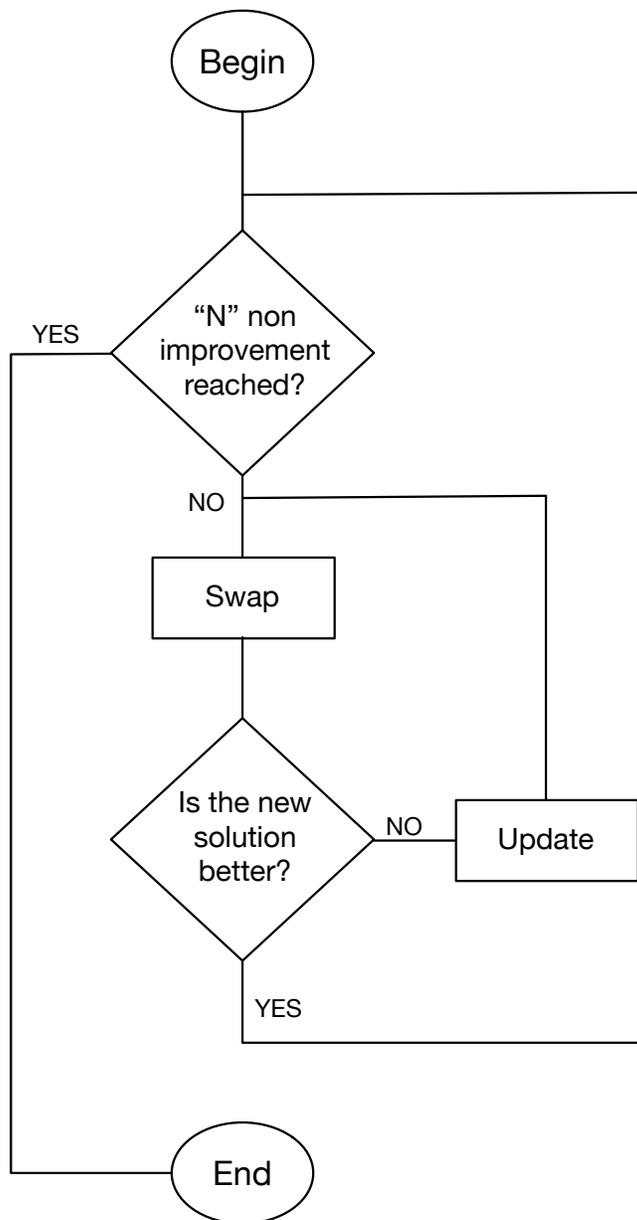 Begin
YES
“N” non
improvement
reached?
NO
Swap
Is the new
solution
better?
NO
Update
YES
End